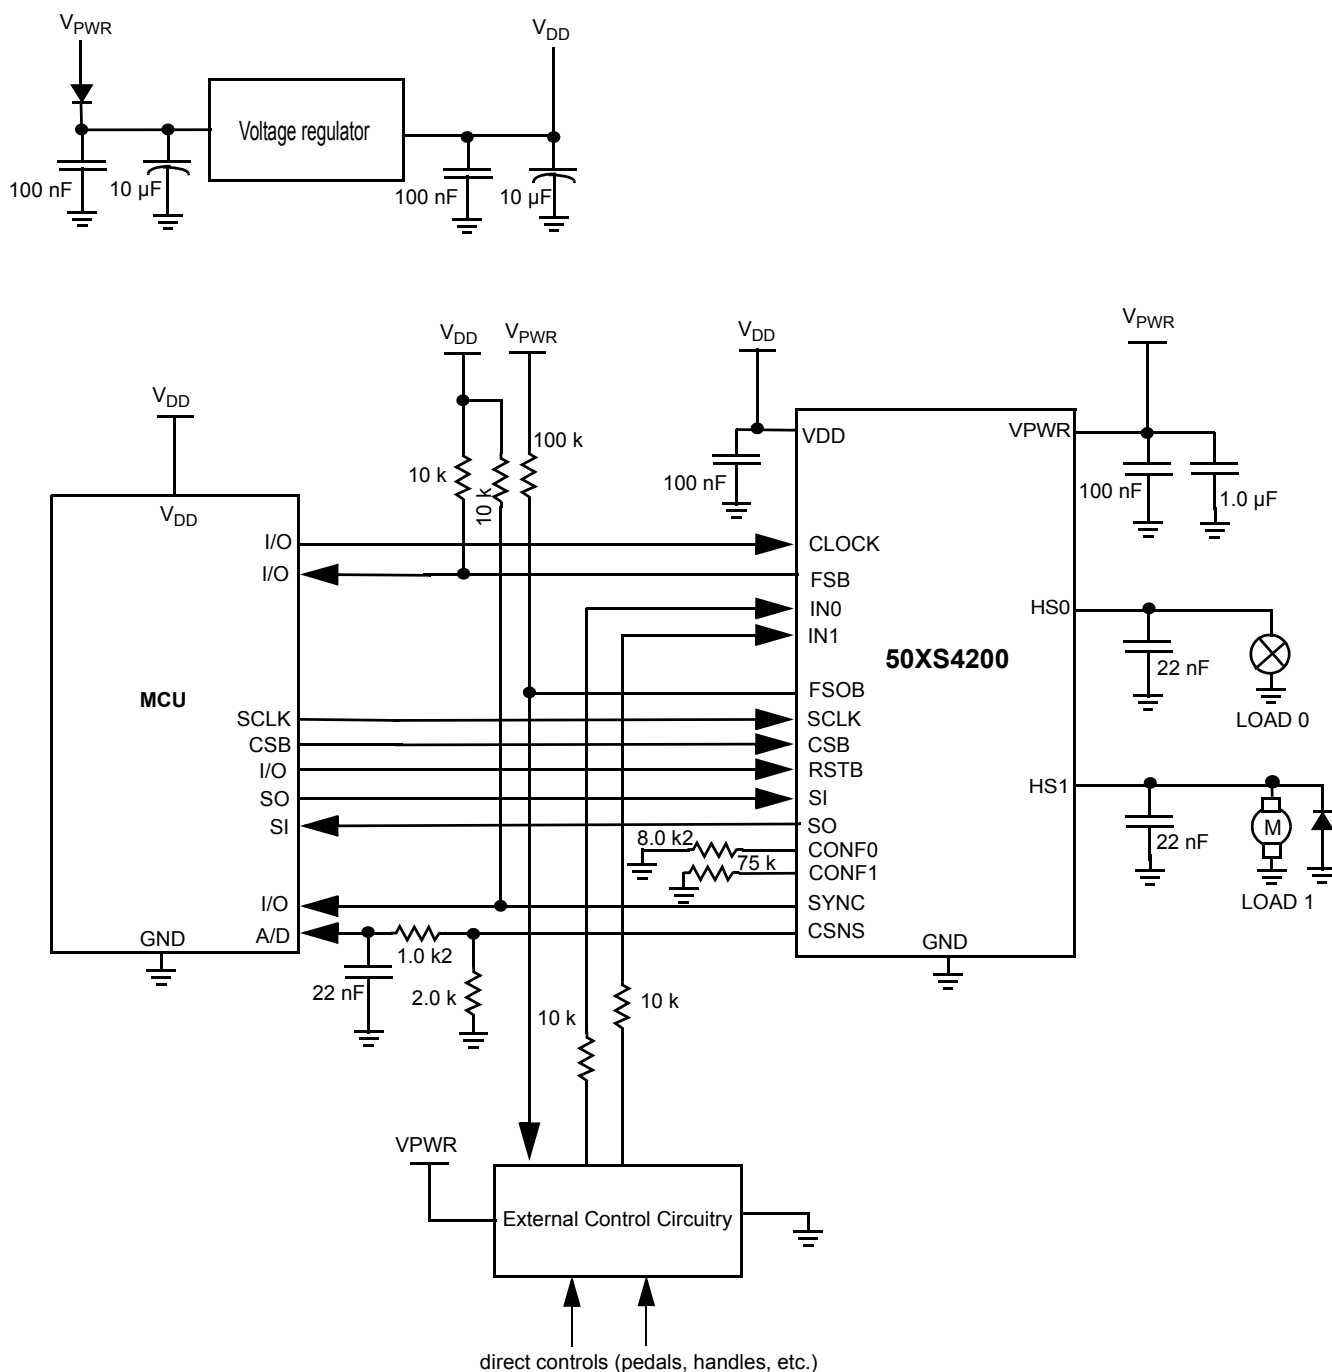 VPWR
VDD
Voltage regulator
100 nF
10 µF
100 nF
10 µF
VDD
VPWR
VDD
VPWR
VDD
100 k
10 k
10 k
VDD
VPWR
100 nF
100 nF
1.0 µF
VDD
I/O
CLOCK
I/O
FSB
IN0
HS0
IN1
50XS4200
22 nF
MCU
FSOB
LOAD 0
SCLK
SCLK
CSB
CSB
I/O
RSTB
HS1
SO
SI
SI
SO
M
22 nF
8.0 k2
CONF0
75 k
CONF1
I/O
SYNC
LOAD 1
A/D
CSNS
GND
GND
1.0 k2
22 nF
2.0 k
10 k
10 k
VPWR
External Control Circuitry
direct controls (pedals, handles, etc.)